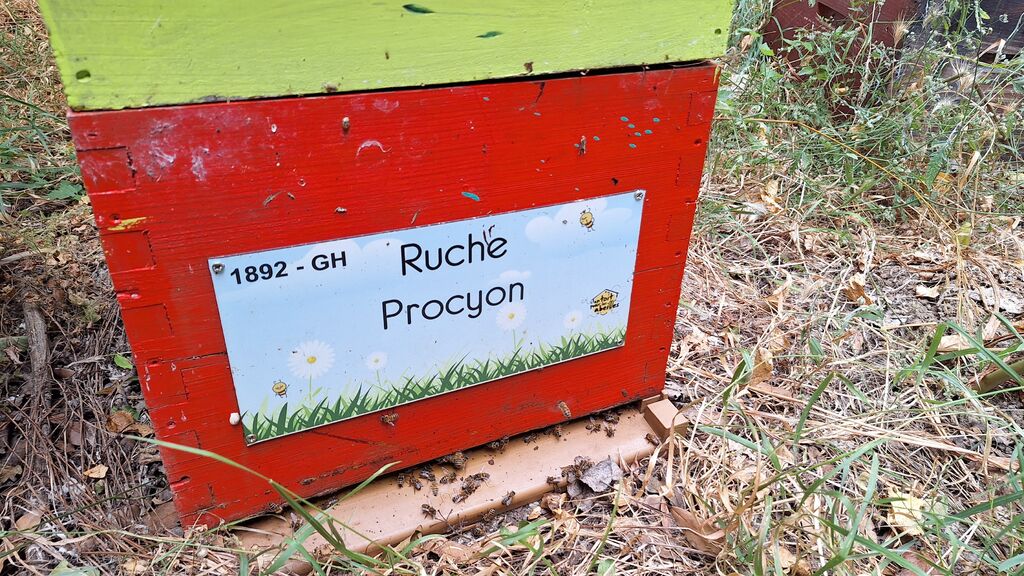 1892 - GH
Ruche
Procyon